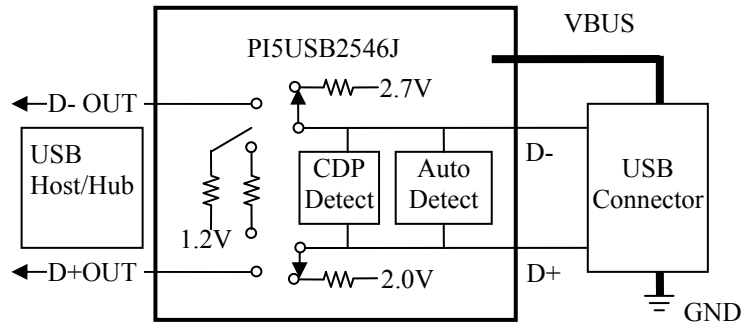 VBUS
PI5USB2546J
2.7V
D- OUT
D-
USB
Host/Hub
CDP
Detect
Auto
Detect
USB
Connector
1.2V
D+OUT
2.0V
D+
GND